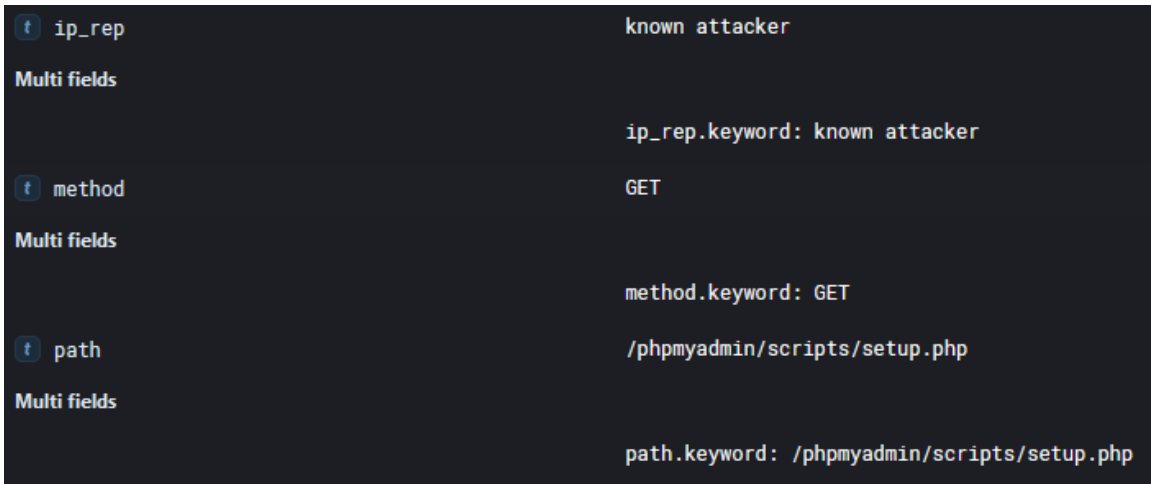 t ip_rep known attacker
Multi fields
ip_rep.keyword: known attacker
t method GET
Multi fields
method.keyword: GET
t path /phpmyadmin/scripts/setup.php
Multi fields
path.keyword: /phpmyadmin/scripts/setup.php